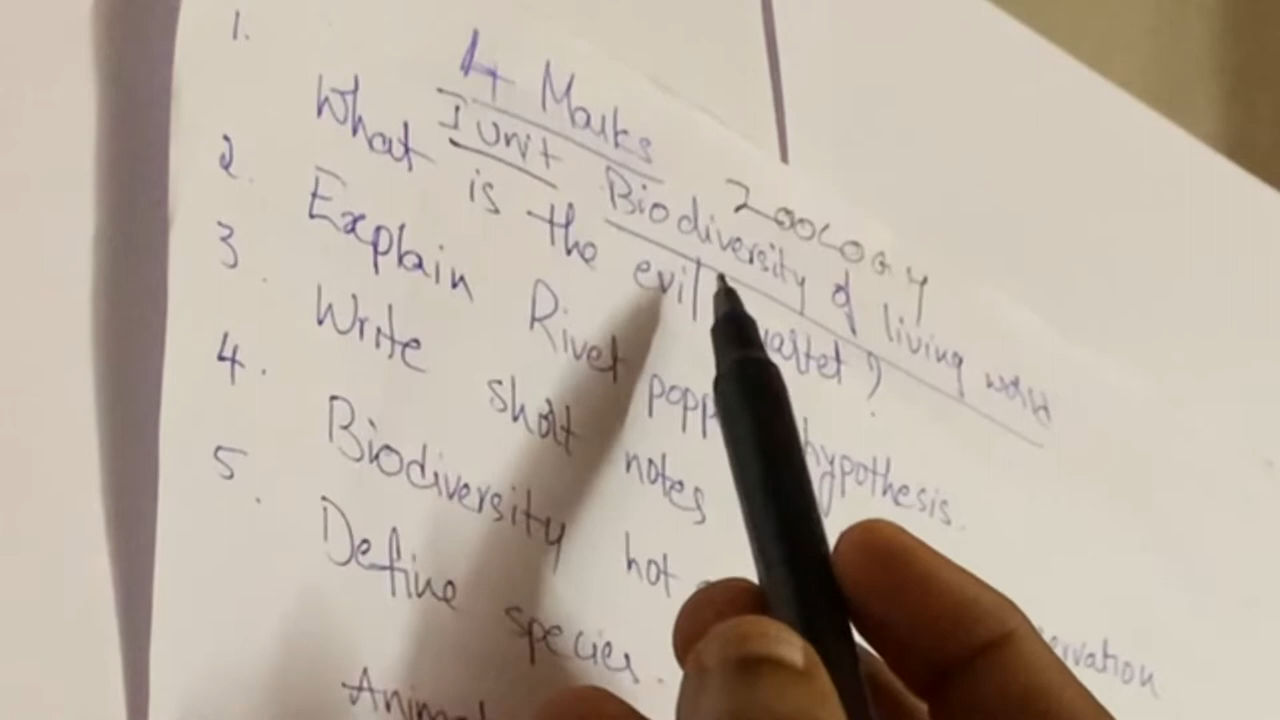 4 Marks
ZOOLOGY
I Unit Biodiversity of living world
1. What is the evil
2. Explain Rivet hypothesis.
3. Write short notes
4. Biodiversity hot
5. Define species.